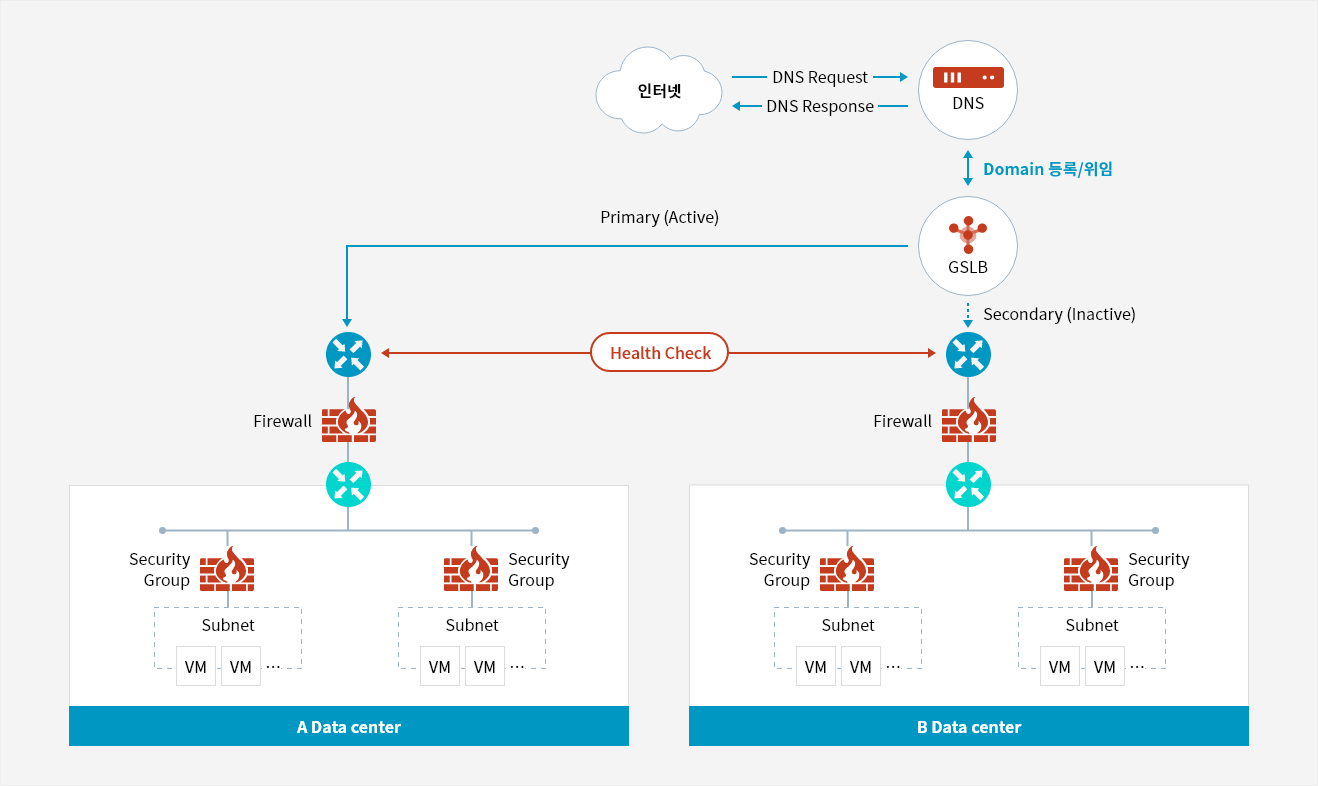 인터넷
DNS Request
DNS Response
DNS
Domain 등록/위임
Primary (Active)
GSLB
Secondary (Inactive)
Health Check
Firewall
Firewall
Security
Group
Security
Group
Subnet
Subnet
VM
VM
...
VM
VM
...
A Data center
Security
Group
Security
Group
Subnet
Subnet
VM
VM
...
VM
VM
...
B Data center